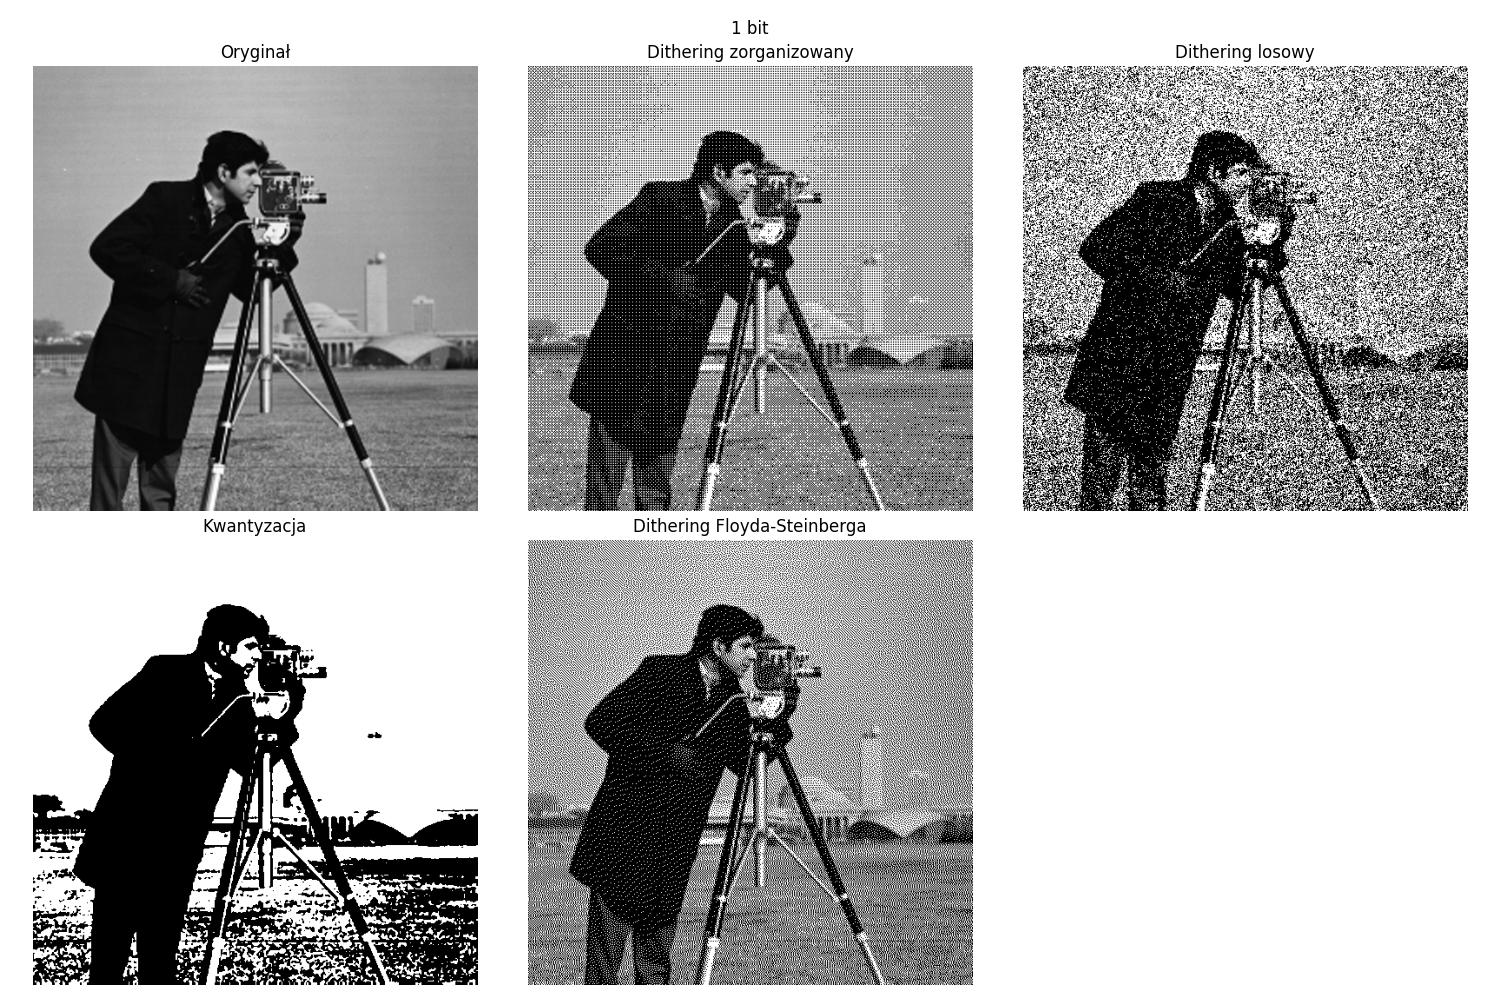 1 bit
Oryginał
Dithering zorganizowany
Dithering losowy
Kwantyzacja
Dithering Floyda-Steinberga